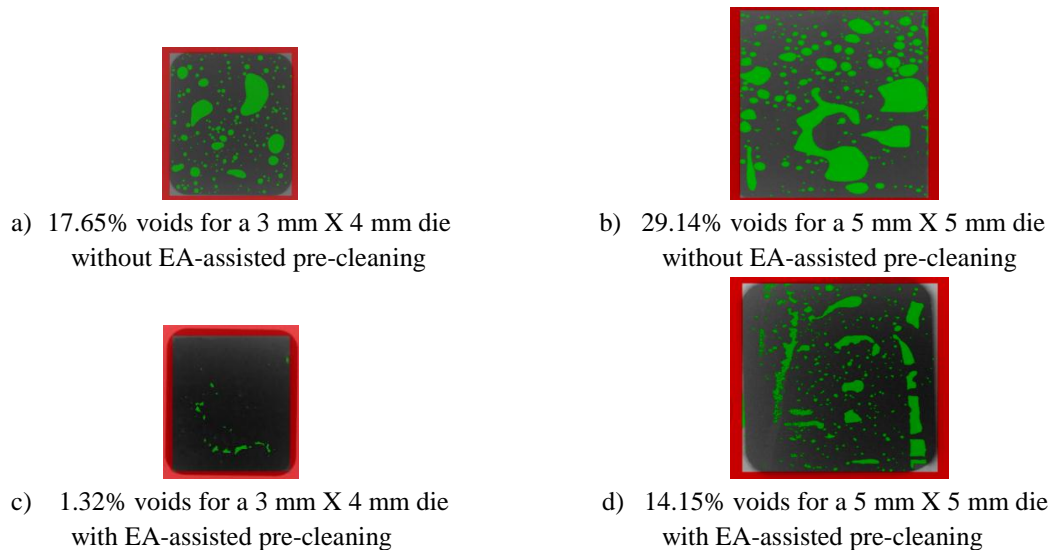 a) 17.65% voids for a 3 mm X 4 mm die
without EA-assisted pre-cleaning
b) 29.14% voids for a 5 mm X 5 mm die
without EA-assisted pre-cleaning
c) 1.32% voids for a 3 mm X 4 mm die
with EA-assisted pre-cleaning
d) 14.15% voids for a 5 mm X 5 mm die
with EA-assisted pre-cleaning